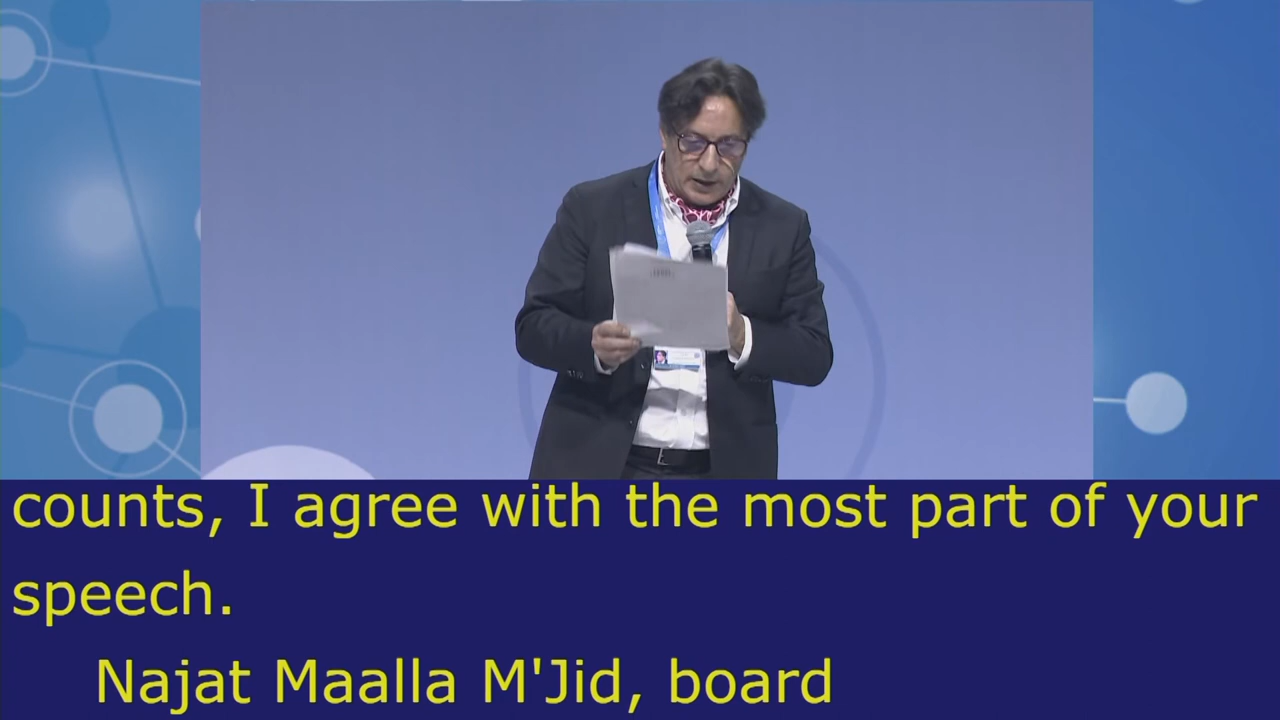 counts, I agree with the most part of your
speech.
Najat Maalla M'Jid, board